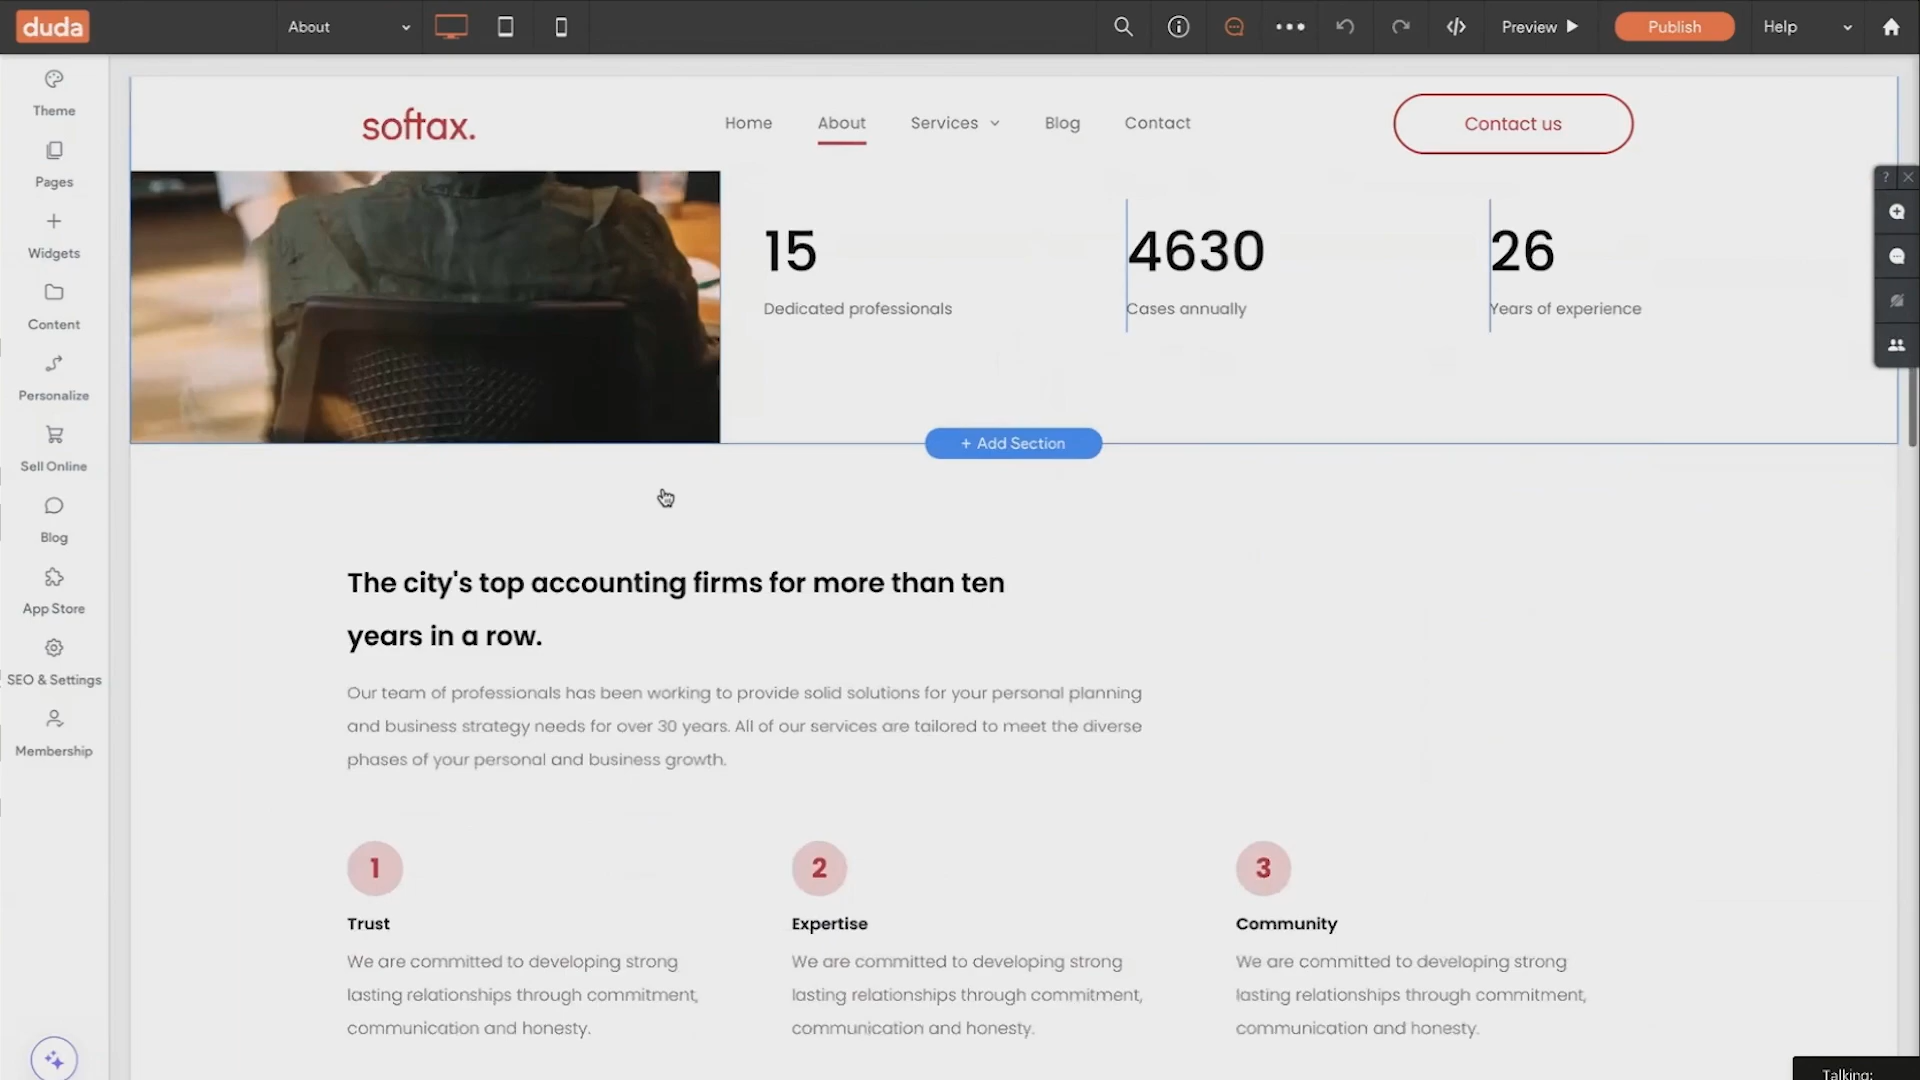 duda
About
Preview
Publish
Help
Theme
Pages
Widgets
Content
Personalize
Sell Online
Blog
App Store
SEO & Settings
Membership
softax.
Home
About
Services
Blog
Contact
Contact us
?
15
4630
26
Dedicated professionals
Cases annually
Years of experience
+ Add Section
The city's top accounting firms for more than ten
years in a row.
Our team of professionals has been working to provide solid solutions for your personal planning
and business strategy needs for over 30 years. All of our services are tailored to meet the diverse
phases of your personal and business growth.
1
Trust
We are committed to developing strong
lasting relationships through commitment,
communication and honesty.
2
Expertise
We are committed to developing strong
lasting relationships through commitment,
communication and honesty.
3
Community
We are committed to developing strong
lasting relationships through commitment,
communication and honesty.
Talking: